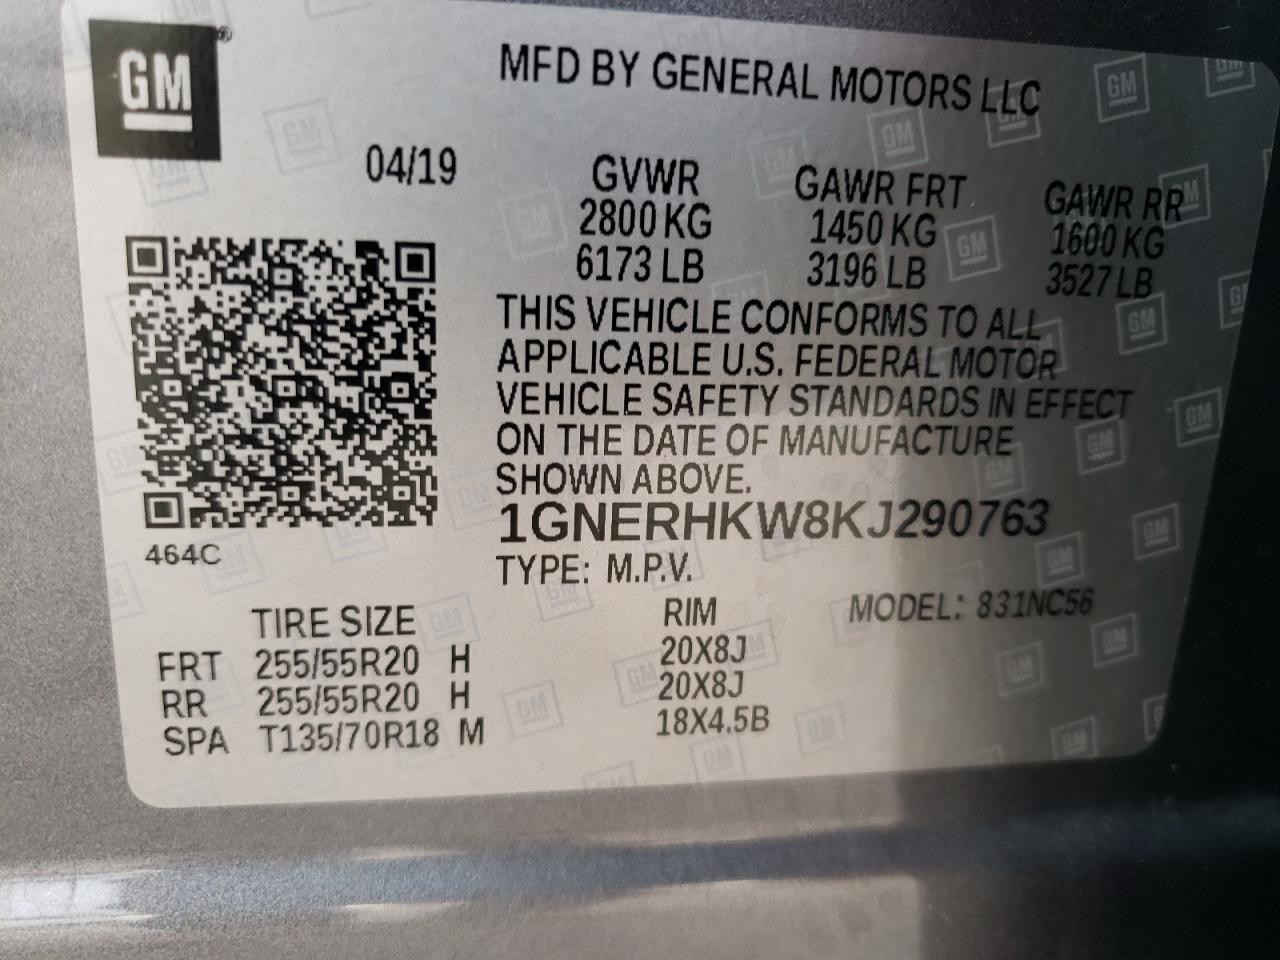 GM®
MFD BY GENERAL MOTORS LLC
04/19
GVWR GAWR FRT GAWR RR
2800 KG 1450 KG 1600 KG
6173 LB 3196 LB 3527 LB
THIS VEHICLE CONFORMS TO ALL
APPLICABLE U.S. FEDERAL MOTOR
VEHICLE SAFETY STANDARDS IN EFFECT
ON THE DATE OF MANUFACTURE
SHOWN ABOVE.
1GNERHKW8KJ290763
464C
TYPE: M.P.V.
TIRE SIZE RIM MODEL: 831NC56
FRT 255/55R20 H 20X8J
RR 255/55R20 H 20X8J
SPA T135/70R18 M 18X4.5B